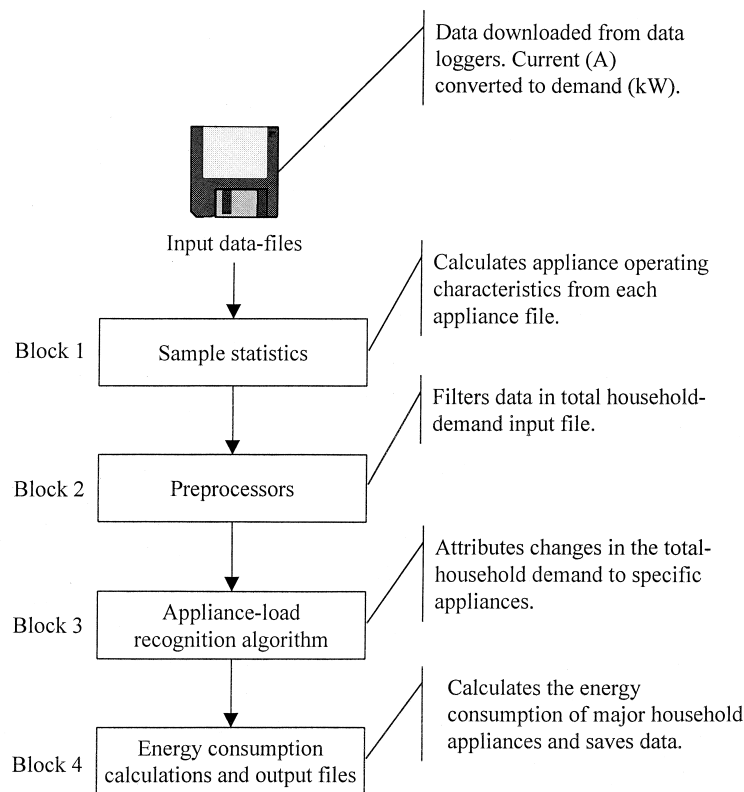 Data downloaded from data
loggers. Current (A)
converted to demand (kW).
Input data-files
Calculates appliance operating
characteristics from each
appliance file.
Block 1
Sample statistics
Filters data in total household-
demand input file.
Block 2
Preprocessors
Attributes changes in the total-
household demand to specific
appliances.
Block 3
Appliance-load
recognition algorithm
Calculates the energy
consumption of major household
appliances and saves data.
Block 4
Energy consumption
calculations and output files